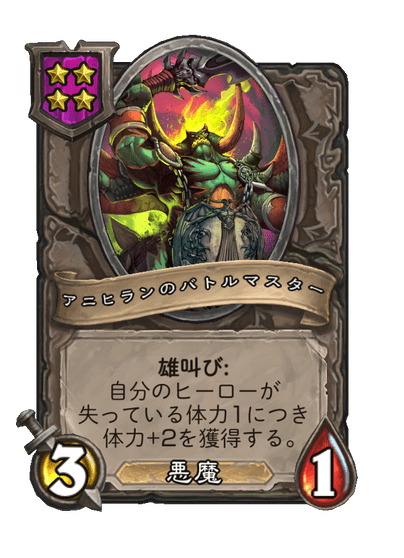 アニヒランのバトルマスター
雄叫び:
自分のヒーローが
失っている体力1につき
体力+2を獲得する。
3
悪魔
1